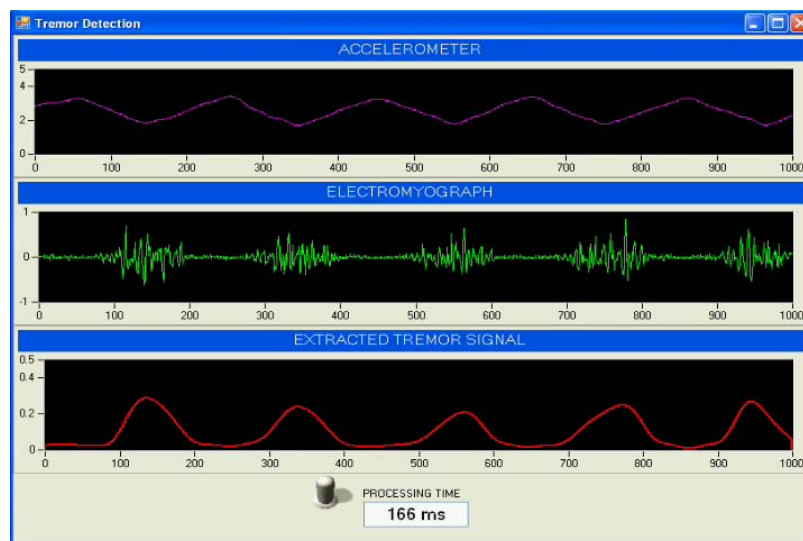 Tremor Detection
ACCELEROMETER
5
4
2
0
0 100 200 300 400 500 600 700 800 900 1000
ELECTROMYOGRAPH
1
0
-1
0 100 200 300 400 500 600 700 800 900 1000
EXTRACTED TREMOR SIGNAL
0.5
0.4
0.2
0
0 100 200 300 400 500 600 700 800 900 1000
PROCESSING TIME
166 ms